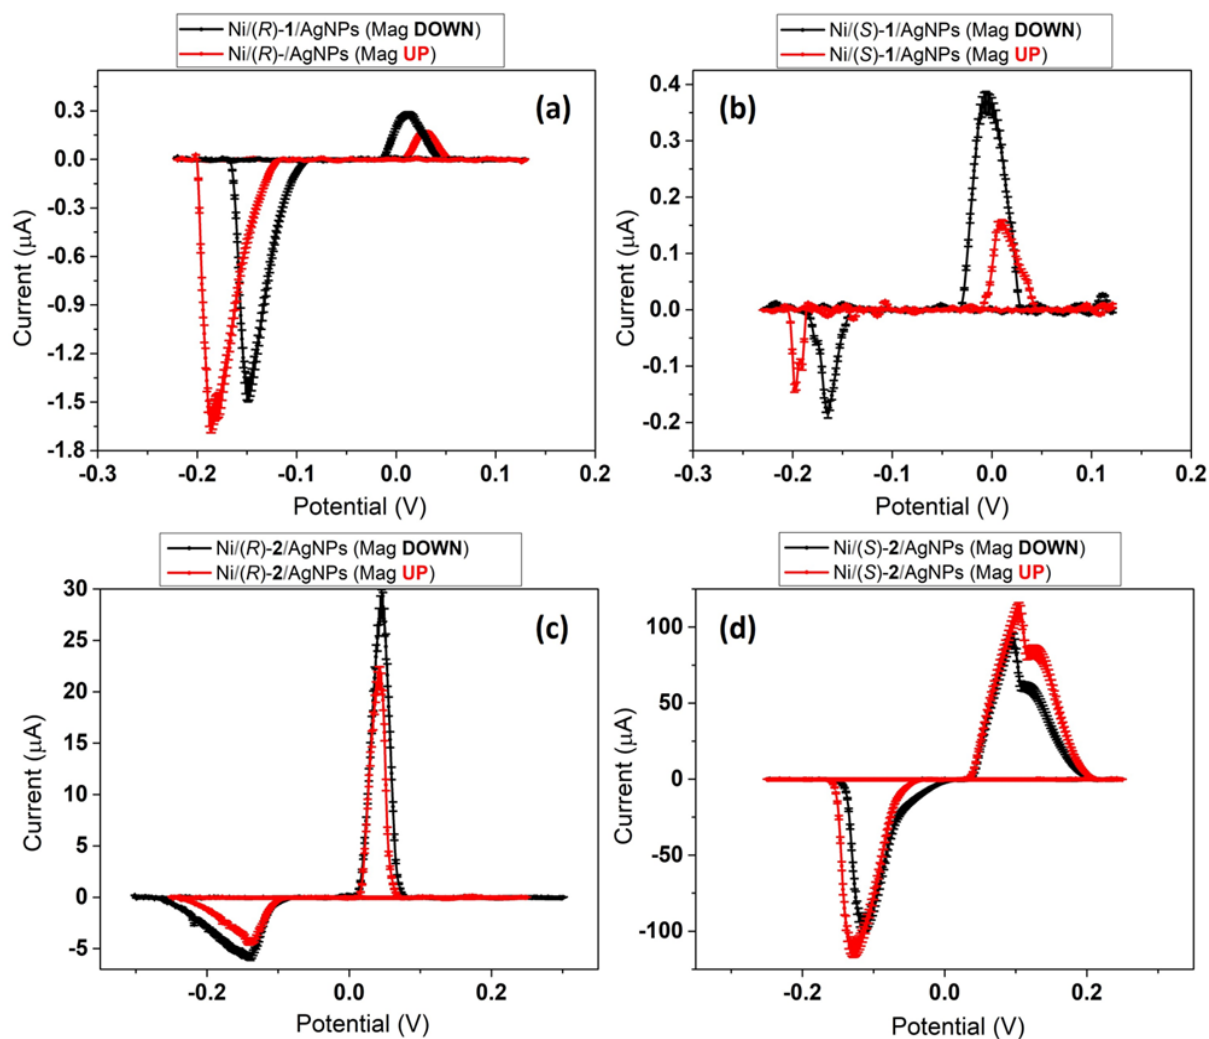 Ni/(R)-1/AgNPs (Mag DOWN)
Ni/(R)-/AgNPs (Mag UP)
(a)
0.3
0.0
-0.3
-0.6
-0.9
-1.2
-1.5
-1.8
Current (μA)
-0.3 -0.2 -0.1 0.0 0.1 0.2
Potential (V)
Ni/(S)-1/AgNPs (Mag DOWN)
Ni/(S)-1/AgNPs (Mag UP)
(b)
0.4
0.3
0.2
0.1
0.0
-0.1
-0.2
Current (μA)
-0.3 -0.2 -0.1 0.0 0.1 0.2
Potential (V)
Ni/(R)-2/AgNPs (Mag DOWN)
Ni/(R)-2/AgNPs (Mag UP)
(c)
30
25
20
15
10
5
0
-5
Current (μA)
-0.2 0.0 0.2
Potential (V)
Ni/(S)-2/AgNPs (Mag DOWN)
Ni/(S)-2/AgNPs (Mag UP)
(d)
100
50
0
-50
-100
Current (μA)
-0.2 0.0 0.2
Potential (V)